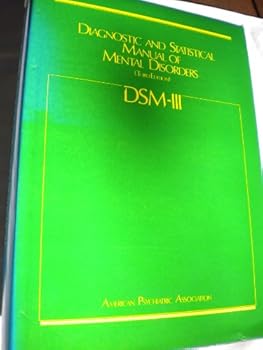 DIAGNOSTIC AND STATISTICAL
MANUAL OF
MENTAL DISORDERS
(THIRD EDITION)
DSM-III
AMERICAN PSYCHIATRIC ASSOCIATION